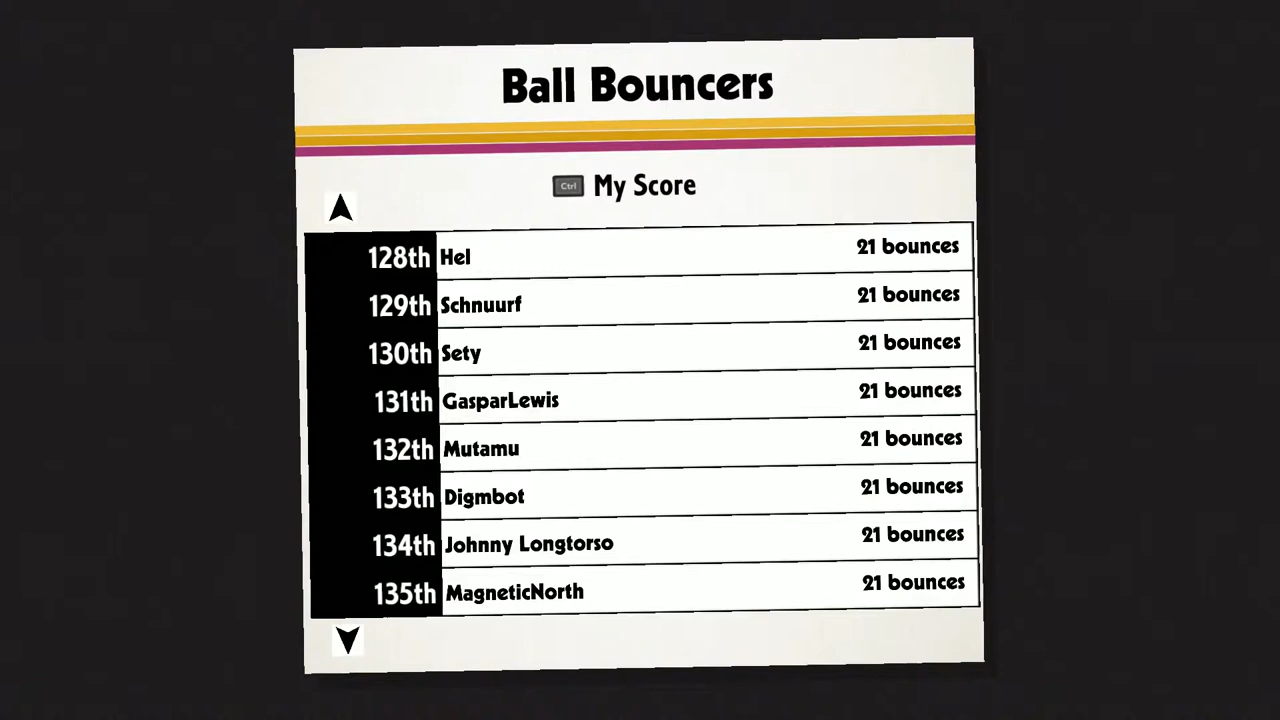 Ball Bouncers
Ctrl My Score
128th Hel 21 bounces
129th Schnuurf 21 bounces
130th Sety 21 bounces
131th GasparLewis 21 bounces
132th Mutamu 21 bounces
133th Digmbot 21 bounces
134th Johnny Longtorso 21 bounces
135th MagneticNorth 21 bounces